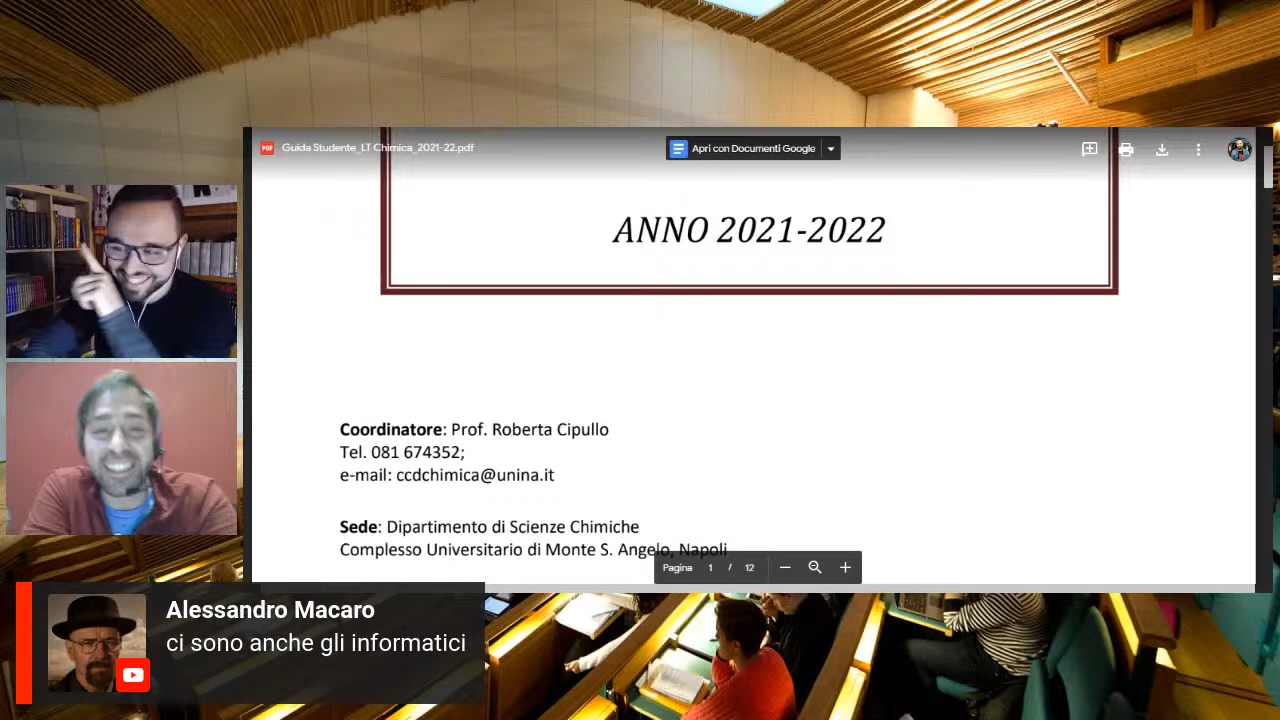 Guida Studente_LT Chimica_2021-22.pdf
Apri con Documenti Google
ANNO 2021-2022
Coordinatore: Prof. Roberta Cipullo
Tel. 081 674352;
e-mail: ccdchimica@unina.it
Sede: Dipartimento di Scienze Chimiche
Complesso Universitario di Monte S. Angelo, Napoli
Pagina 1 / 12
Alessandro Macaro
ci sono anche gli informatici